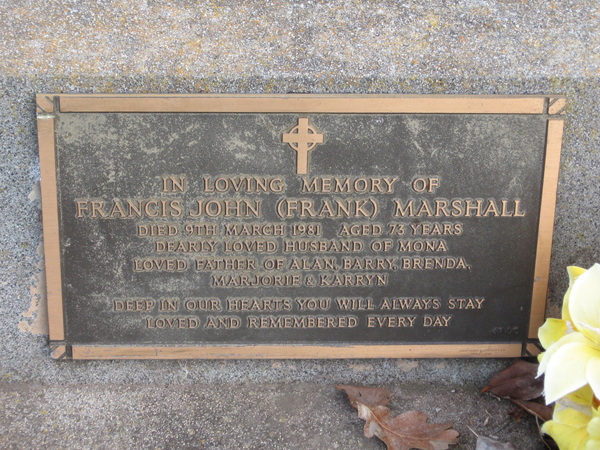 IN LOVING MEMORY OF
FRANCIS JOHN (FRANK) MARSHALL
DIED 9TH MARCH 1981 AGED 73 YEARS
DEARLY LOVED HUSBAND OF MONA
LOVED FATHER OF ALAN, BARRY, BRENDA,
MARJORIE & KARRYN
DEEP IN OUR HEARTS YOU WILL ALWAYS STAY
LOVED AND REMEMBERED EVERY DAY